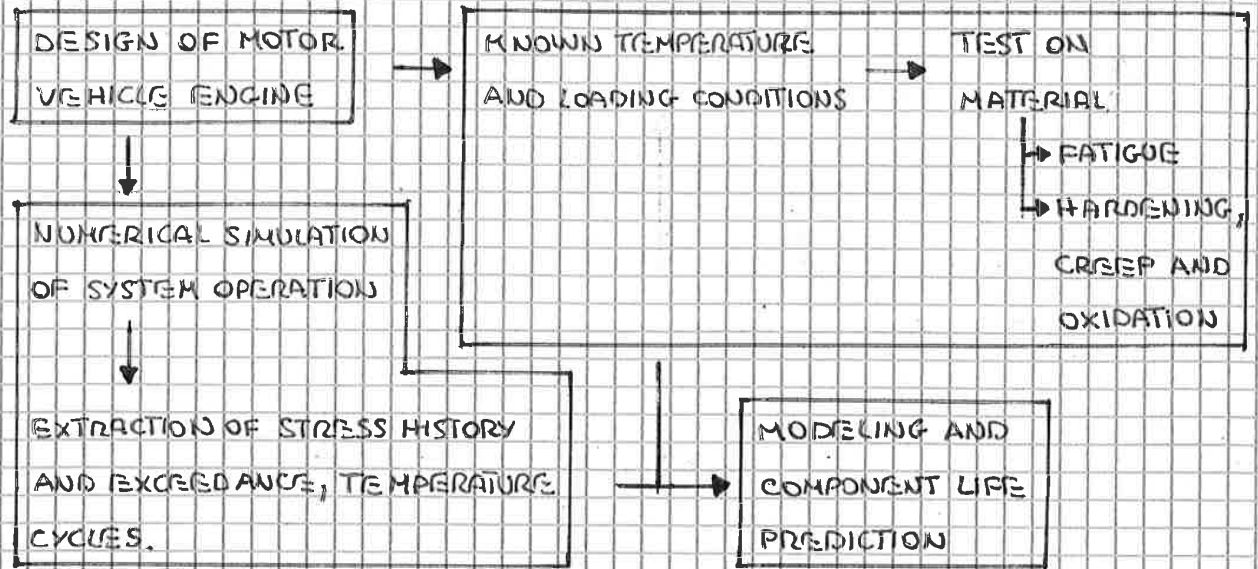 DESIGN OF MOTOR
VEHICLE ENGINE
KNOWN TEMPERATURE
AND LOADING CONDITIONS
TEST ON
MATERIAL
FATIGUE
HARDENING,
CREEP AND
OXIDATION
NUMERICAL SIMULATION
OF SYSTEM OPERATION
EXTRACTION OF STRESS HISTORY
AND EXCEEDANCE, TEMPERATURE
CYCLES.
MODELING AND
COMPONENT LIFE
PREDICTION